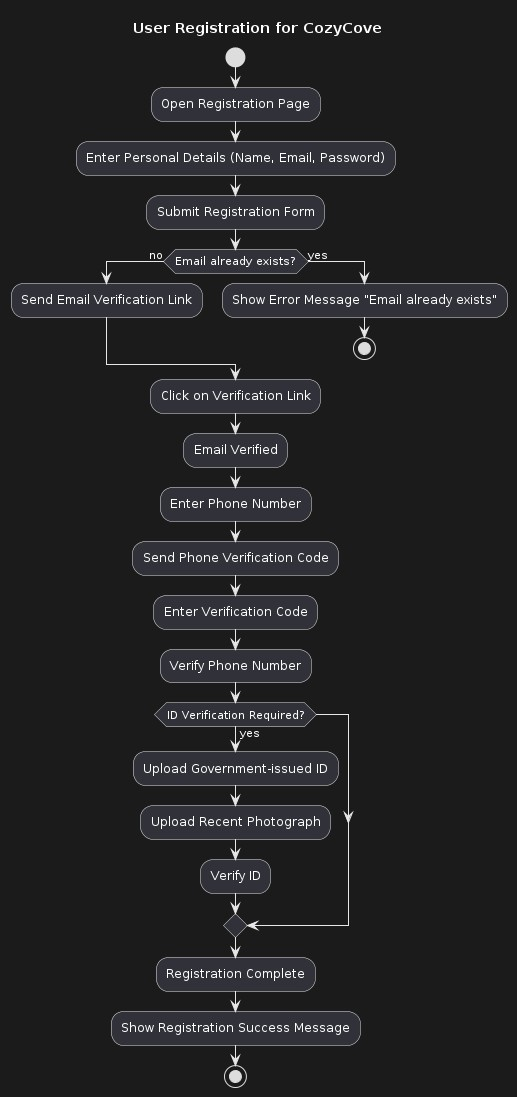 User Registration for CozyCove
Open Registration Page
Enter Personal Details (Name, Email, Password)
Submit Registration Form
no
Email already exists?
yes
Send Email Verification Link
Show Error Message "Email already exists"
Click on Verification Link
Email Verified
Enter Phone Number
Send Phone Verification Code
Enter Verification Code
Verify Phone Number
ID Verification Required?
yes
Upload Government-issued ID
Upload Recent Photograph
Verify ID
Registration Complete
Show Registration Success Message